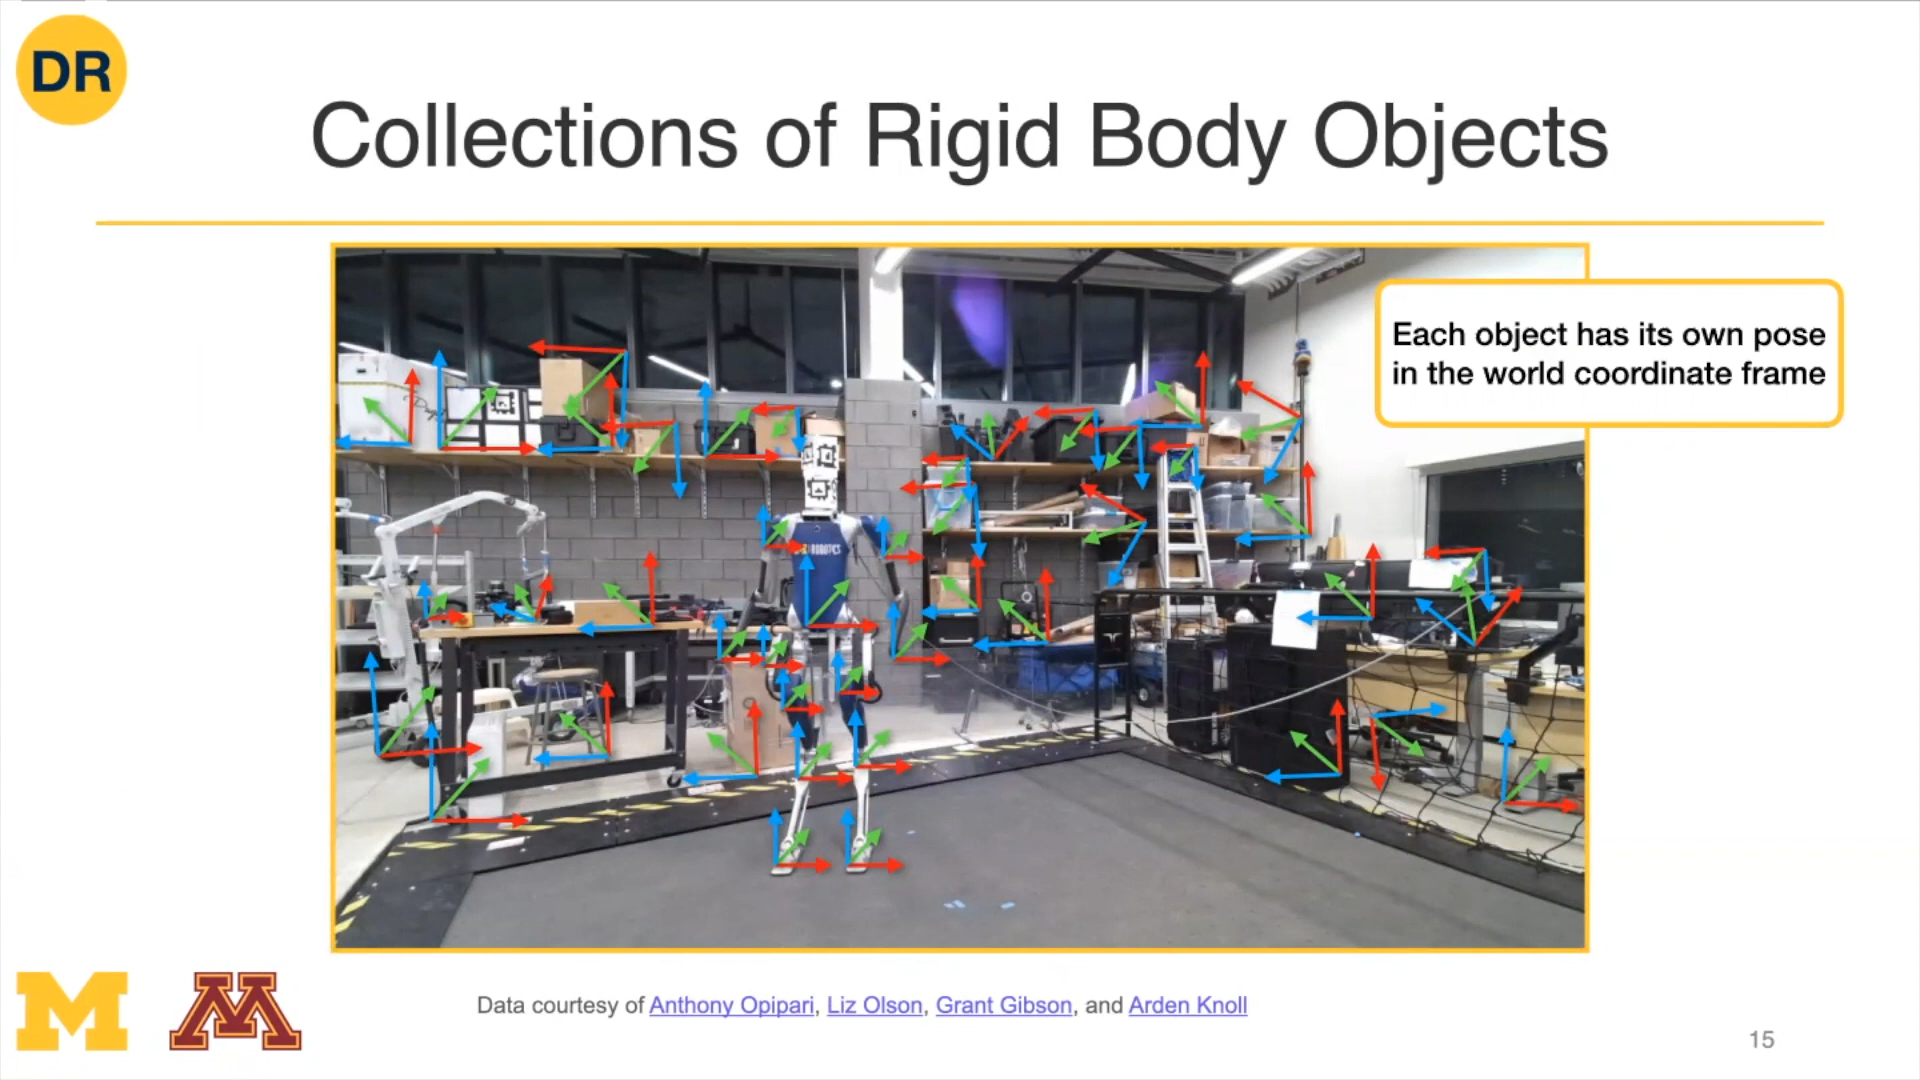 DR
Collections of Rigid Body Objects
Each object has its own pose
in the world coordinate frame
ROBOTICS
Data courtesy of Anthony Opipari, Liz Olson, Grant Gibson, and Arden Knoll
M M
15